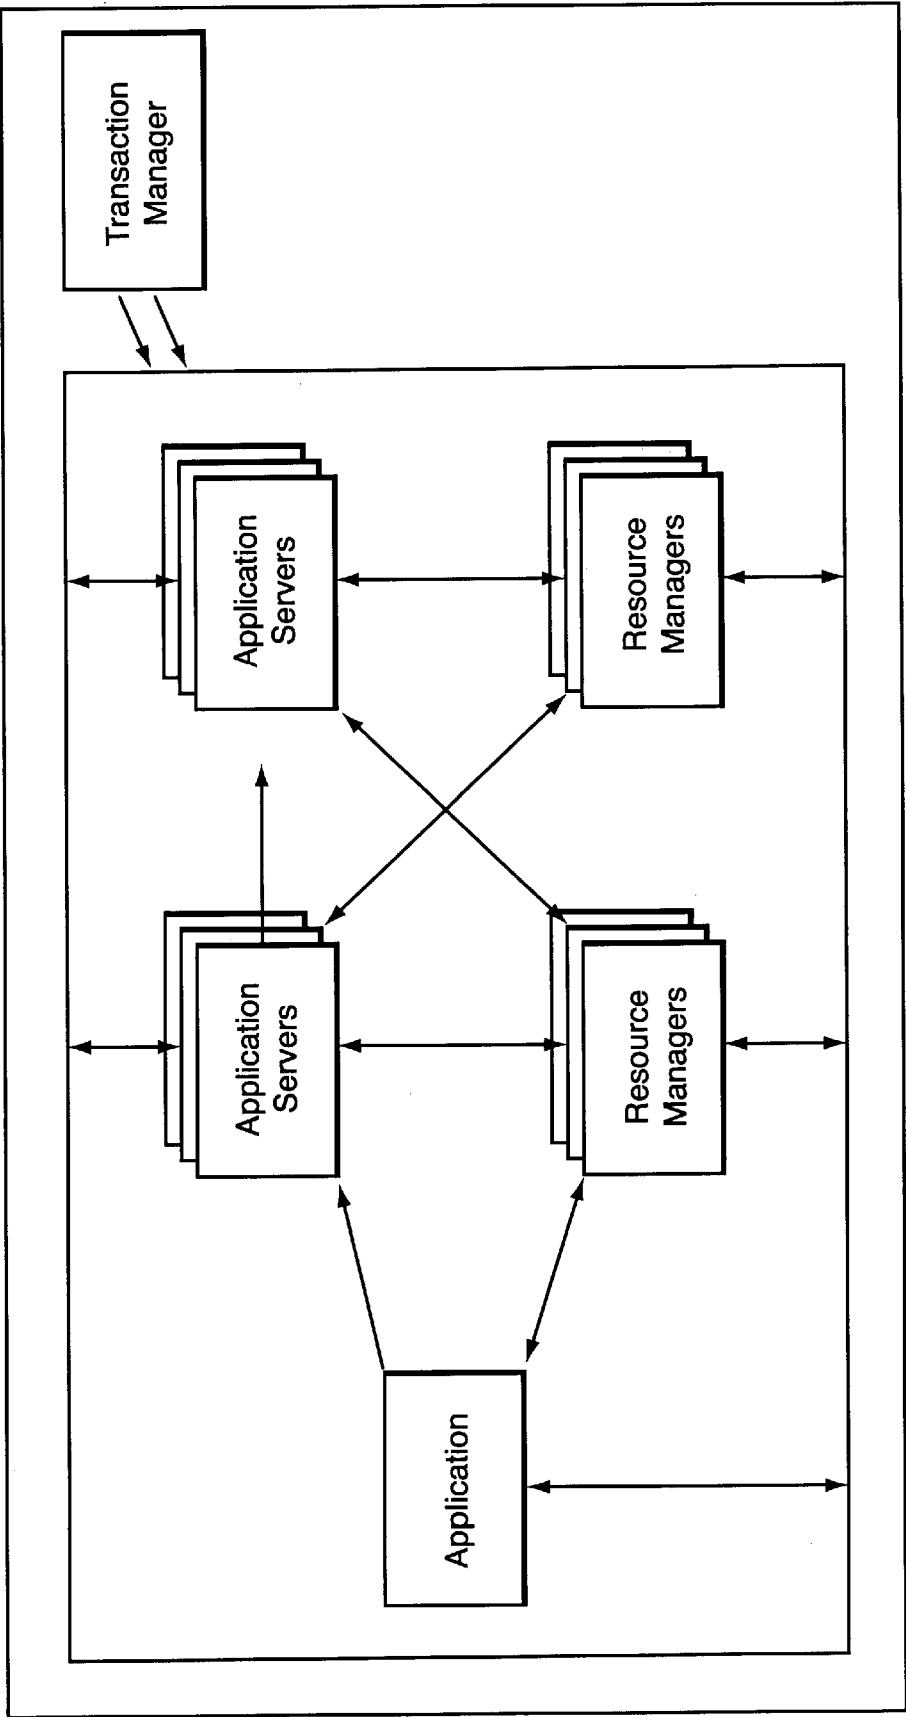 Transaction
Manager
Application
Servers
Resource
Managers
Application
Servers
Resource
Managers
Application